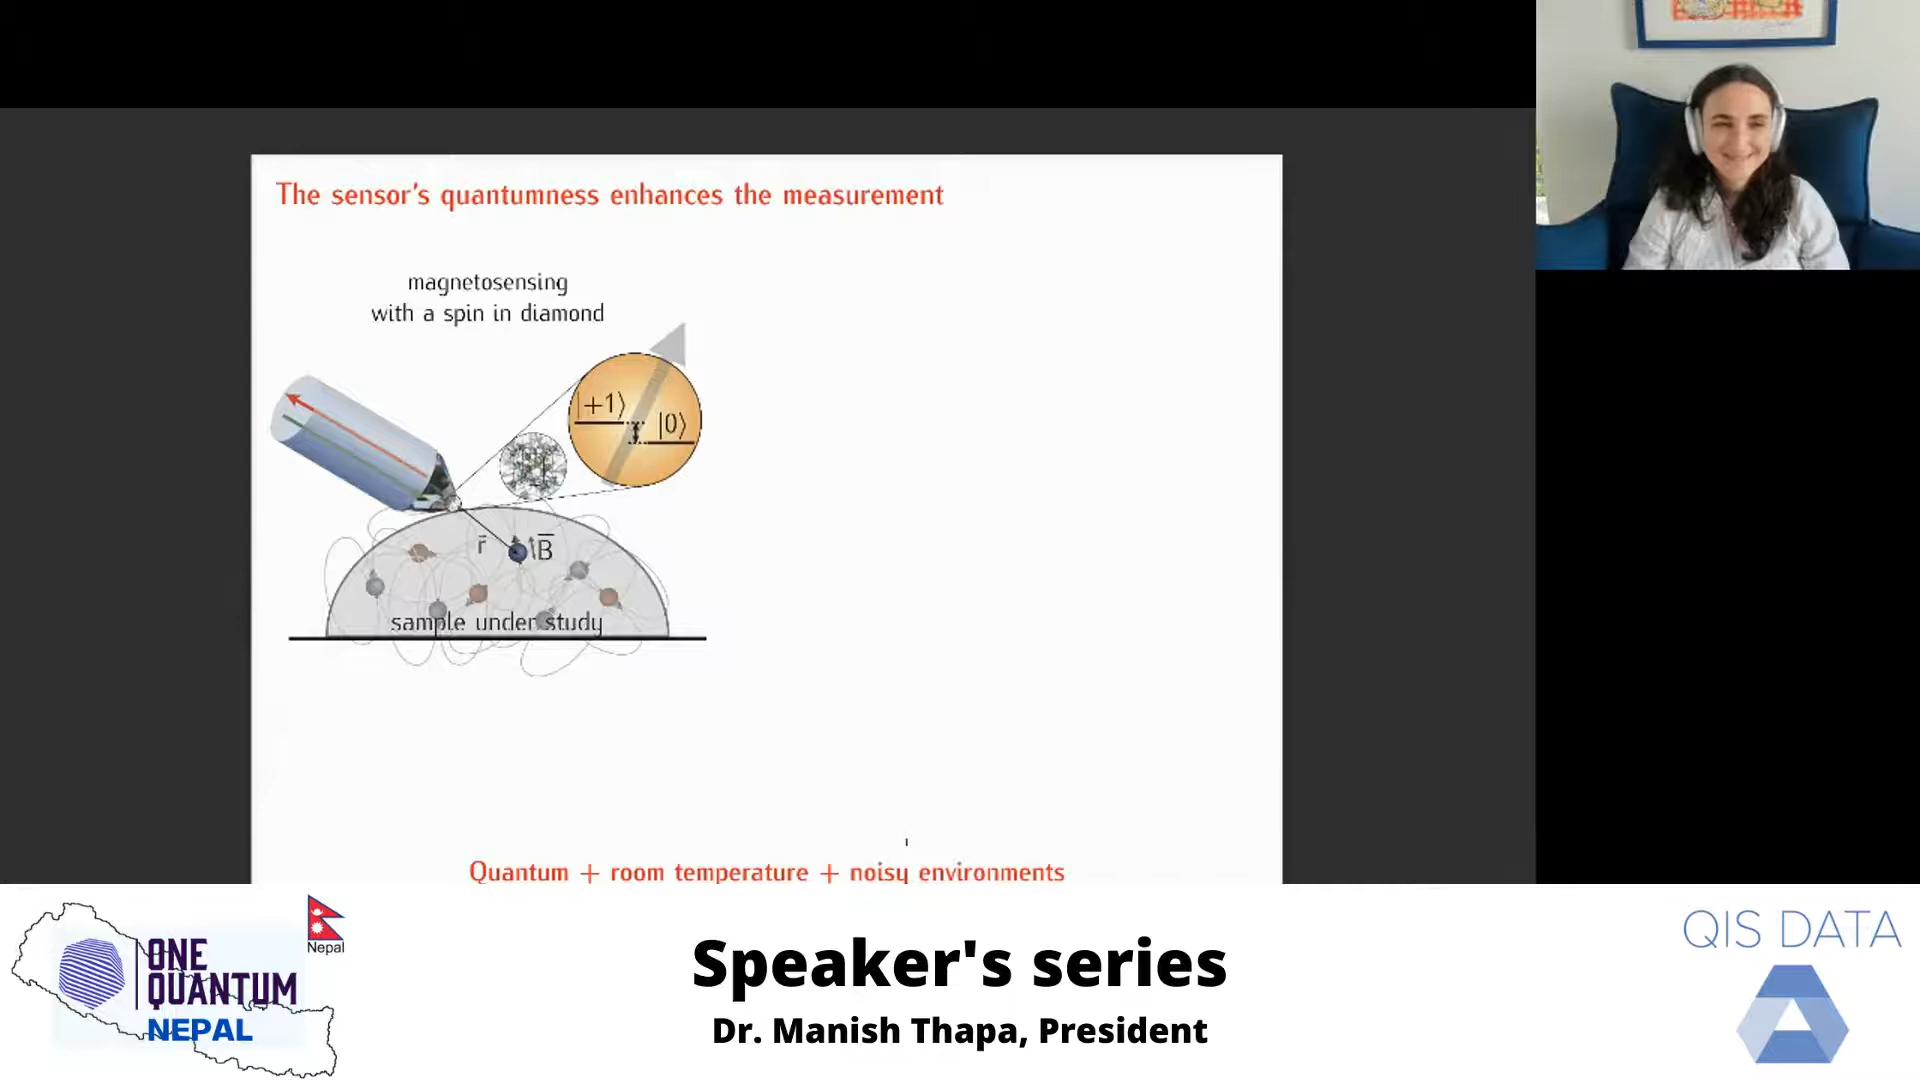 The sensor's quantumness enhances the measurement
magnetosensing
with a spin in diamond
|+1⟩
|0⟩
r⃗
B̅
sample under study
Quantum + room temperature + noisy environments
ONE
QUANTUM
NEPAL
Nepal
Speaker's series
Dr. Manish Thapa, President
QIS DATA